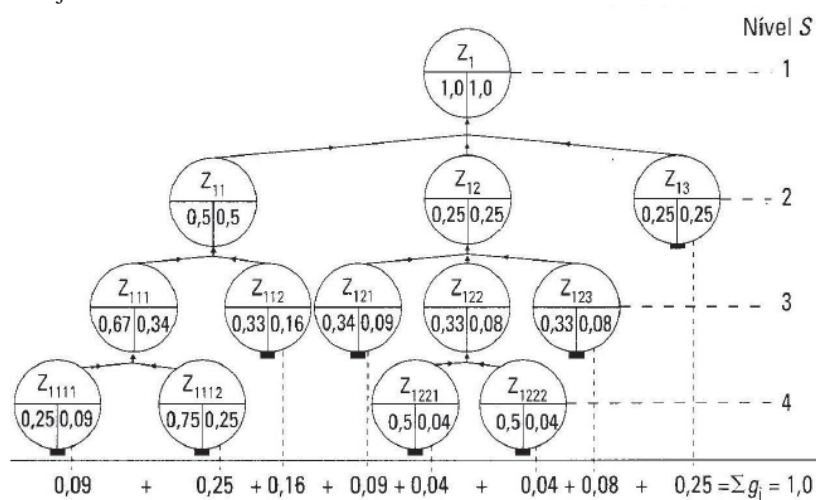 Nível S
Z₁
1,0 1,0
1
Z₁₁
0,5 0,5
Z₁₂
0,25 0,25
Z₁₃
0,25 0,25
2
Z₁₁₁
0,67 0,34
Z₁₁₂
0,33 0,16
Z₁₂₁
0,34 0,09
Z₁₂₂
0,33 0,08
Z₁₂₃
0,33 0,08
3
Z₁₁₁₁
0,25 0,09
Z₁₁₁₂
0,75 0,25
Z₁₂₂₁
0,5 0,04
Z₁₂₂₂
0,5 0,04
4
0,09 + 0,25 + 0,16 + 0,09 + 0,04 + 0,04 + 0,08 + 0,25 = Σ gᵢ = 1,0